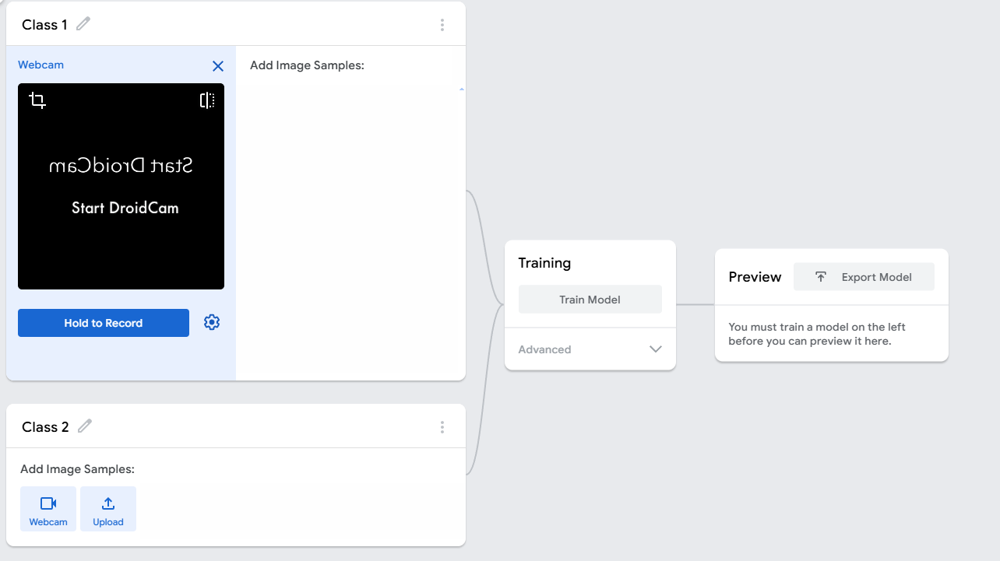 Class 1
Webcam
Add Image Samples:
Start DroidCam
Start DroidCam
Hold to Record
Class 2
Add Image Samples:
Webcam
Upload
Training
Train Model
Advanced
Preview
Export Model
You must train a model on the left
before you can preview it here.